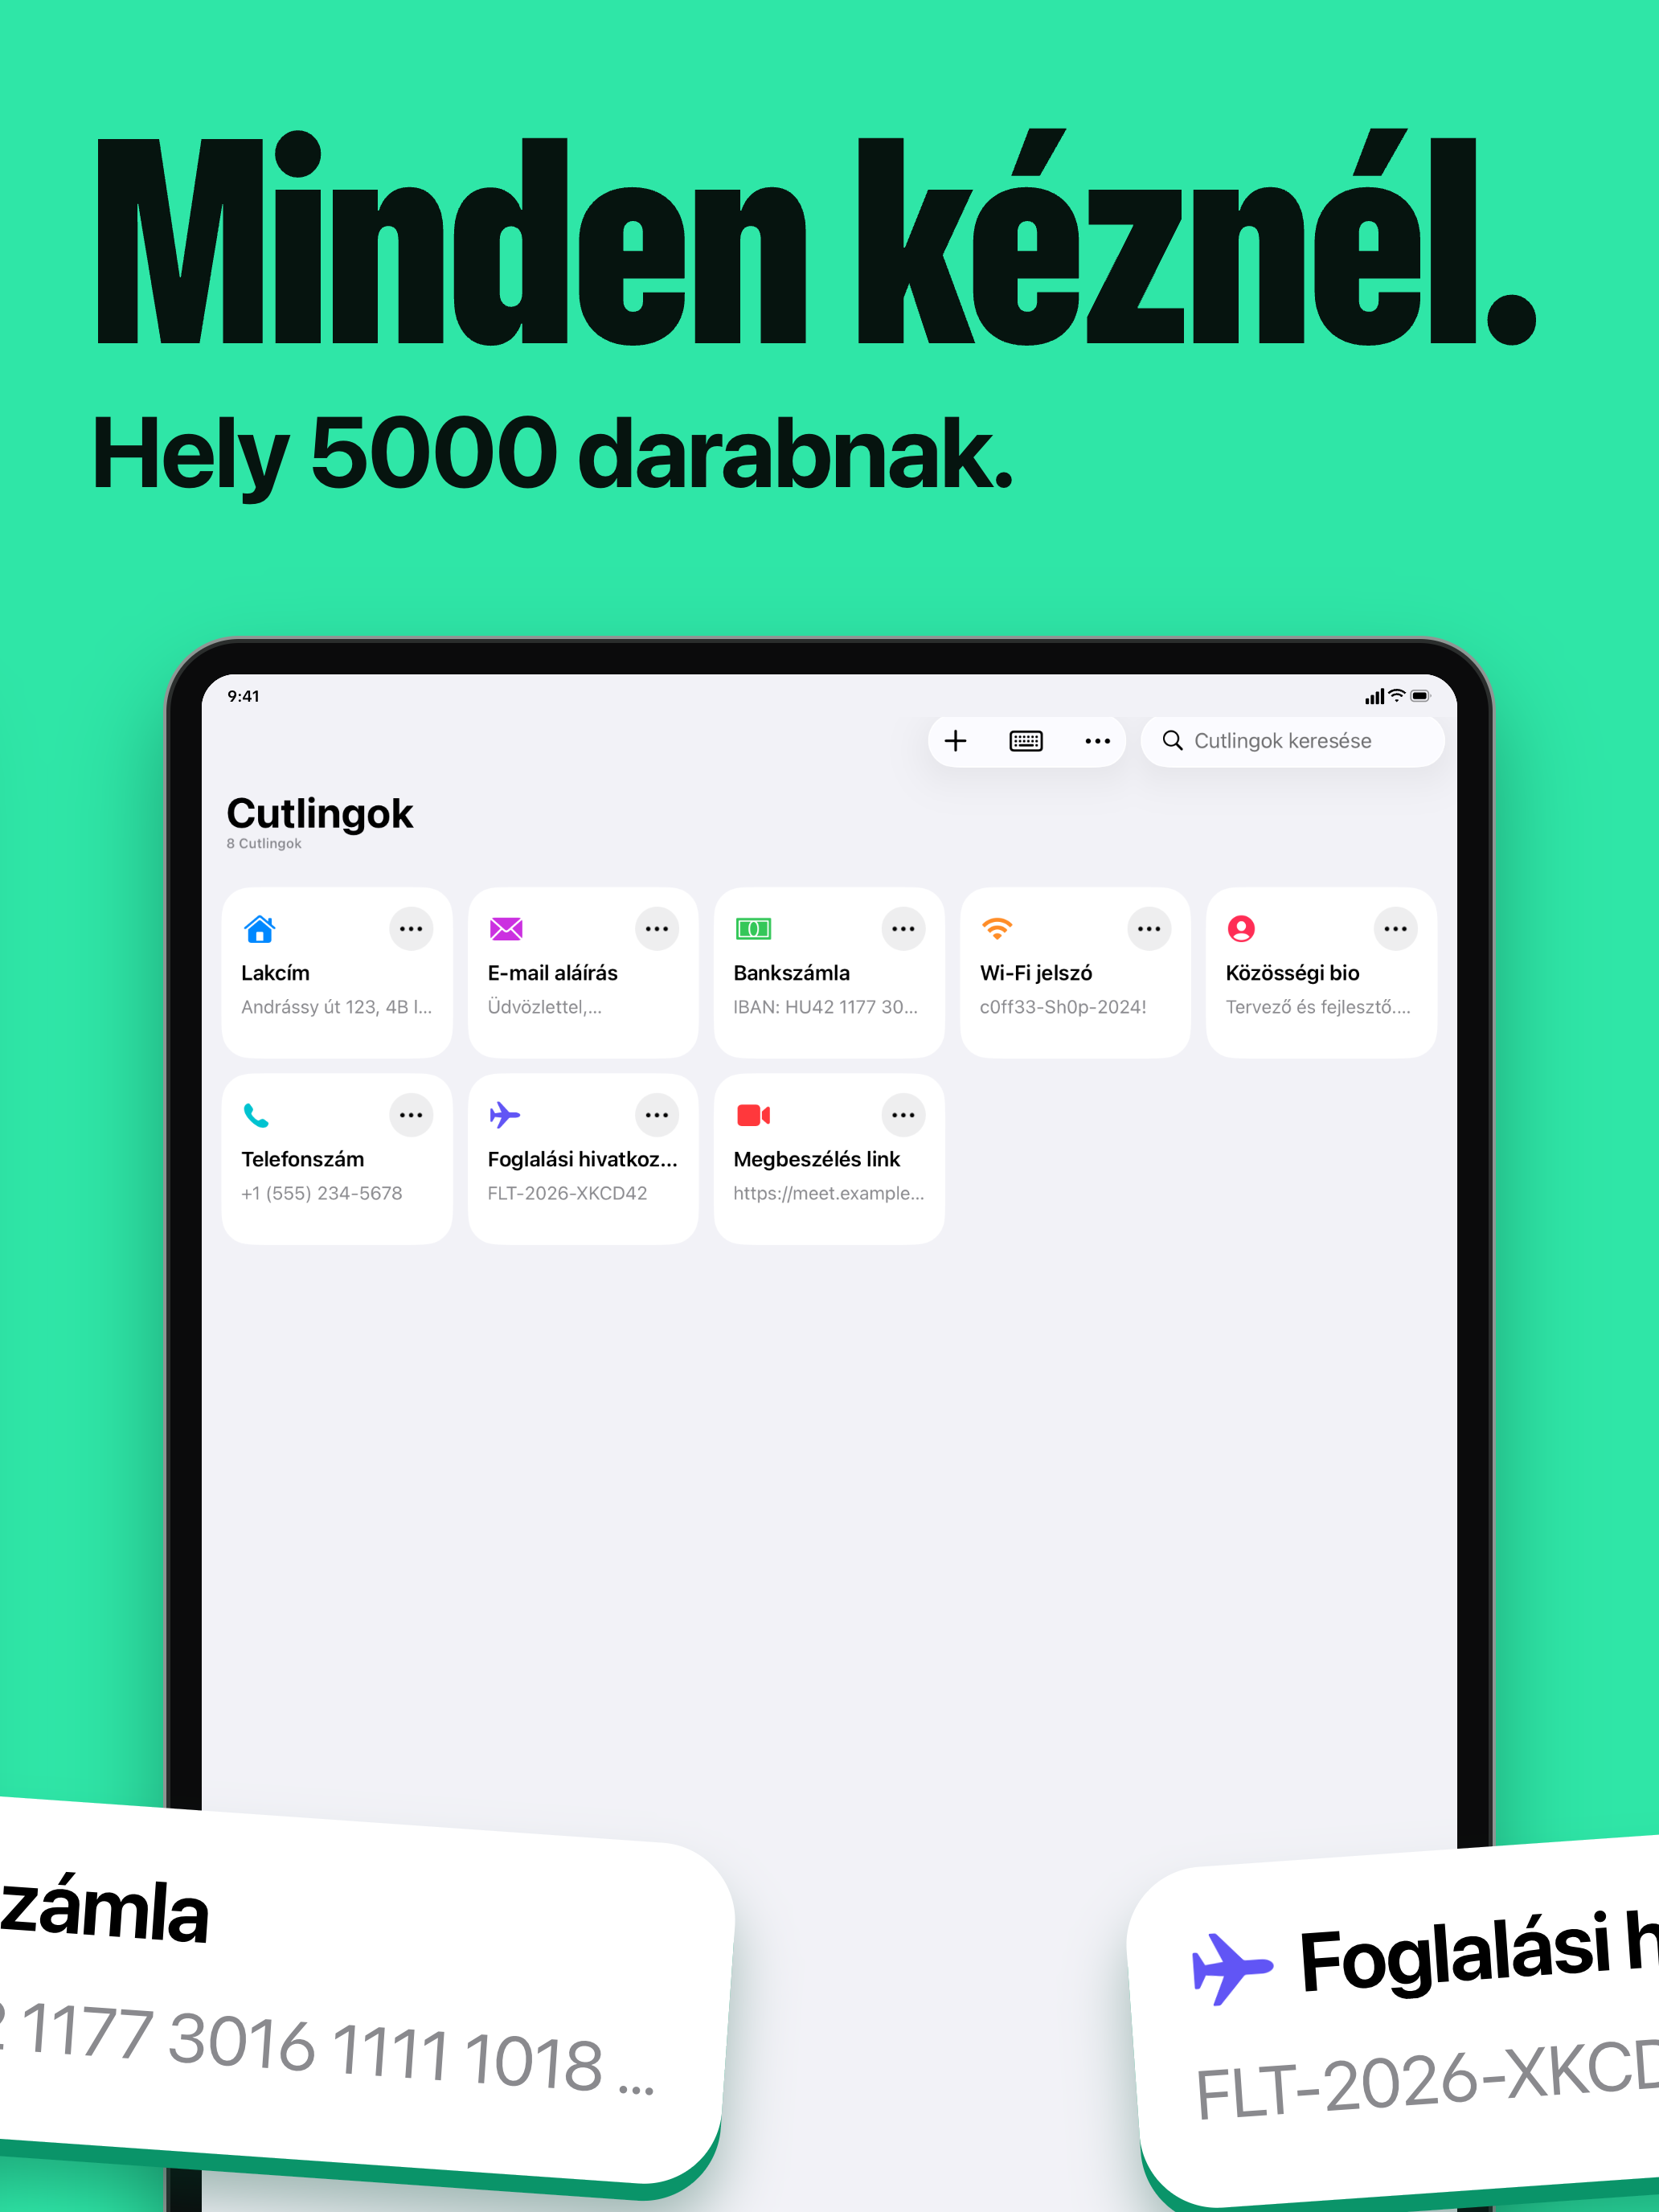 Minden kéznél.
Hely 5000 darabnak.
9:41
Cutlingok keresése
Cutlingok
8 Cutlingok
Lakcím
Andrássy út 123, 4B l...
E-mail aláírás
Üdvözlettel,...
Bankszámla
IBAN: HU42 1177 30...
Wi-Fi jelszó
c0ff33-Sh0p-2024!
Közösségi bio
Tervező és fejlesztő....
Telefonszám
+1 (555) 234-5678
Foglalási hivatkoz...
FLT-2026-XKCD42
Megbeszélés link
https://meet.example...
zámla
2 1177 3016 1111 1018 ...
Foglalási h
FLT-2026-XKCD